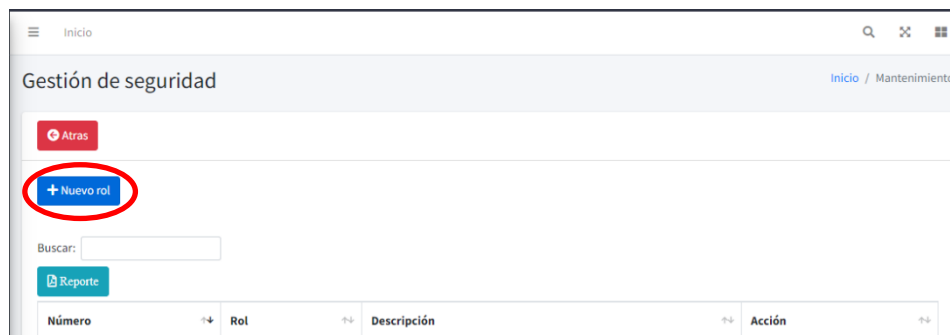 Inicio
Gestión de seguridad
Inicio / Mantenimiento
Atras
Nuevo rol
Buscar:
Reporte
Número Rol Descripción Acción